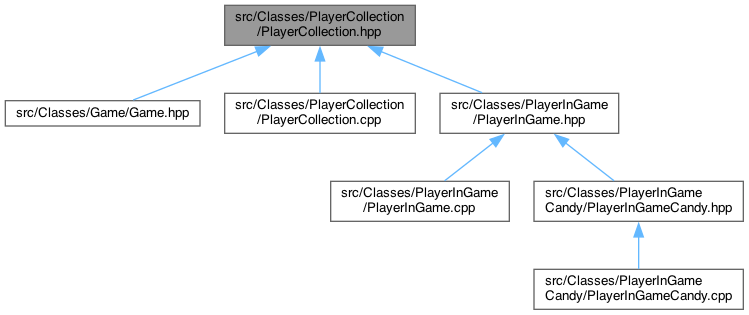 src/Classes/PlayerCollection
/PlayerCollection.hpp
src/Classes/Game/Game.hpp
src/Classes/PlayerCollection
/PlayerCollection.cpp
src/Classes/PlayerInGame
/PlayerInGame.hpp
src/Classes/PlayerInGame
/PlayerInGame.cpp
src/Classes/PlayerInGame
Candy/PlayerInGameCandy.hpp
src/Classes/PlayerInGame
Candy/PlayerInGameCandy.cpp